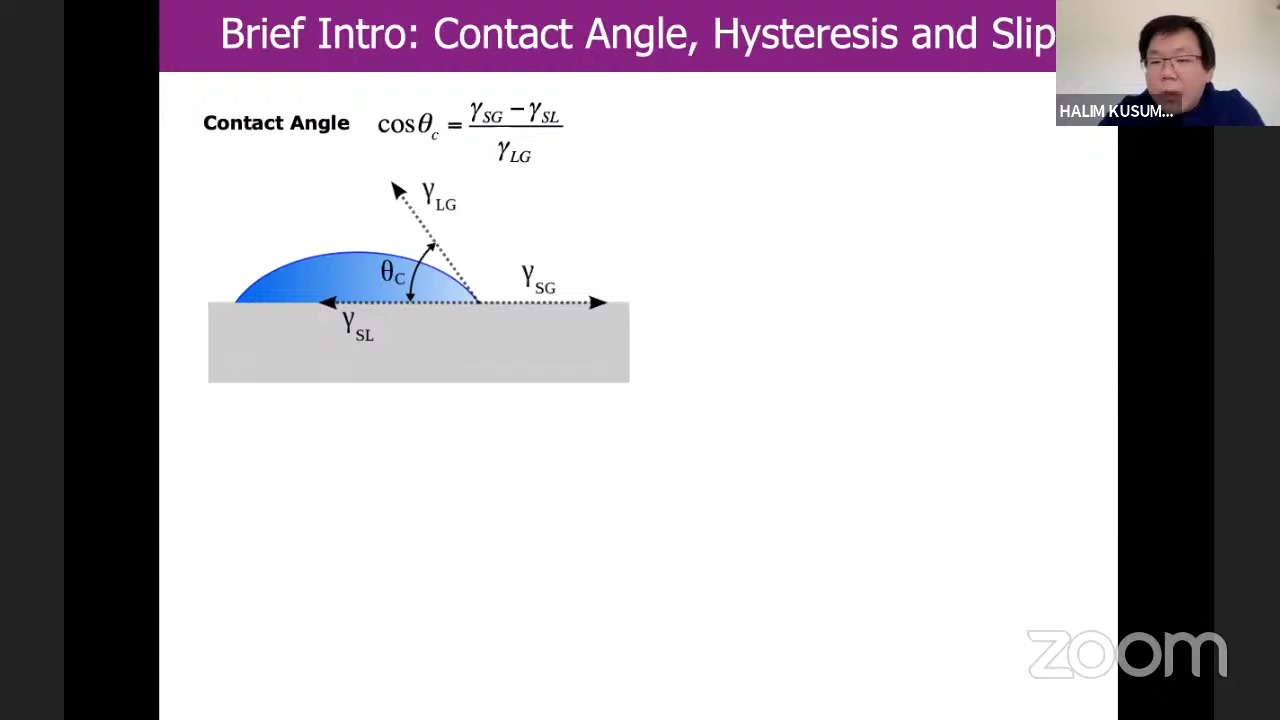 Brief Intro: Contact Angle, Hysteresis and Slip
HALIM KUSUM...
Contact Angle cosθc = (γSG − γSL) / γLG
γLG
θC
γSG
γSL
zoom